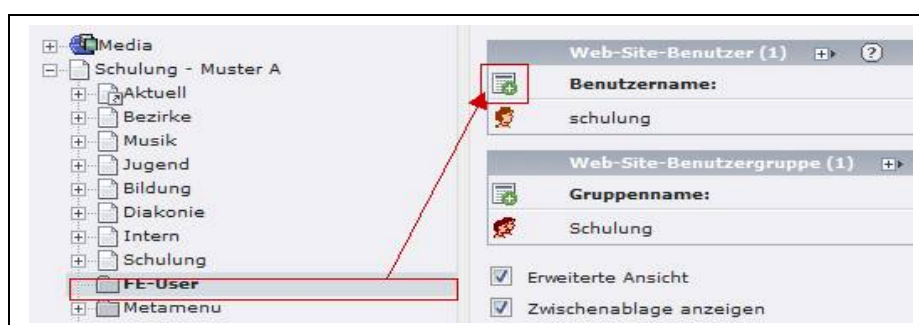 Media
Schulung - Muster A
Aktuell
Bezirke
Musik
Jugend
Bildung
Diakonie
Intern
Schulung
FE-User
Metamenu
Web-Site-Benutzer (1)
Benutzername:
schulung
Web-Site-Benutzergruppe (1)
Gruppenname:
Schulung
Erweiterte Ansicht
Zwischenablage anzeigen